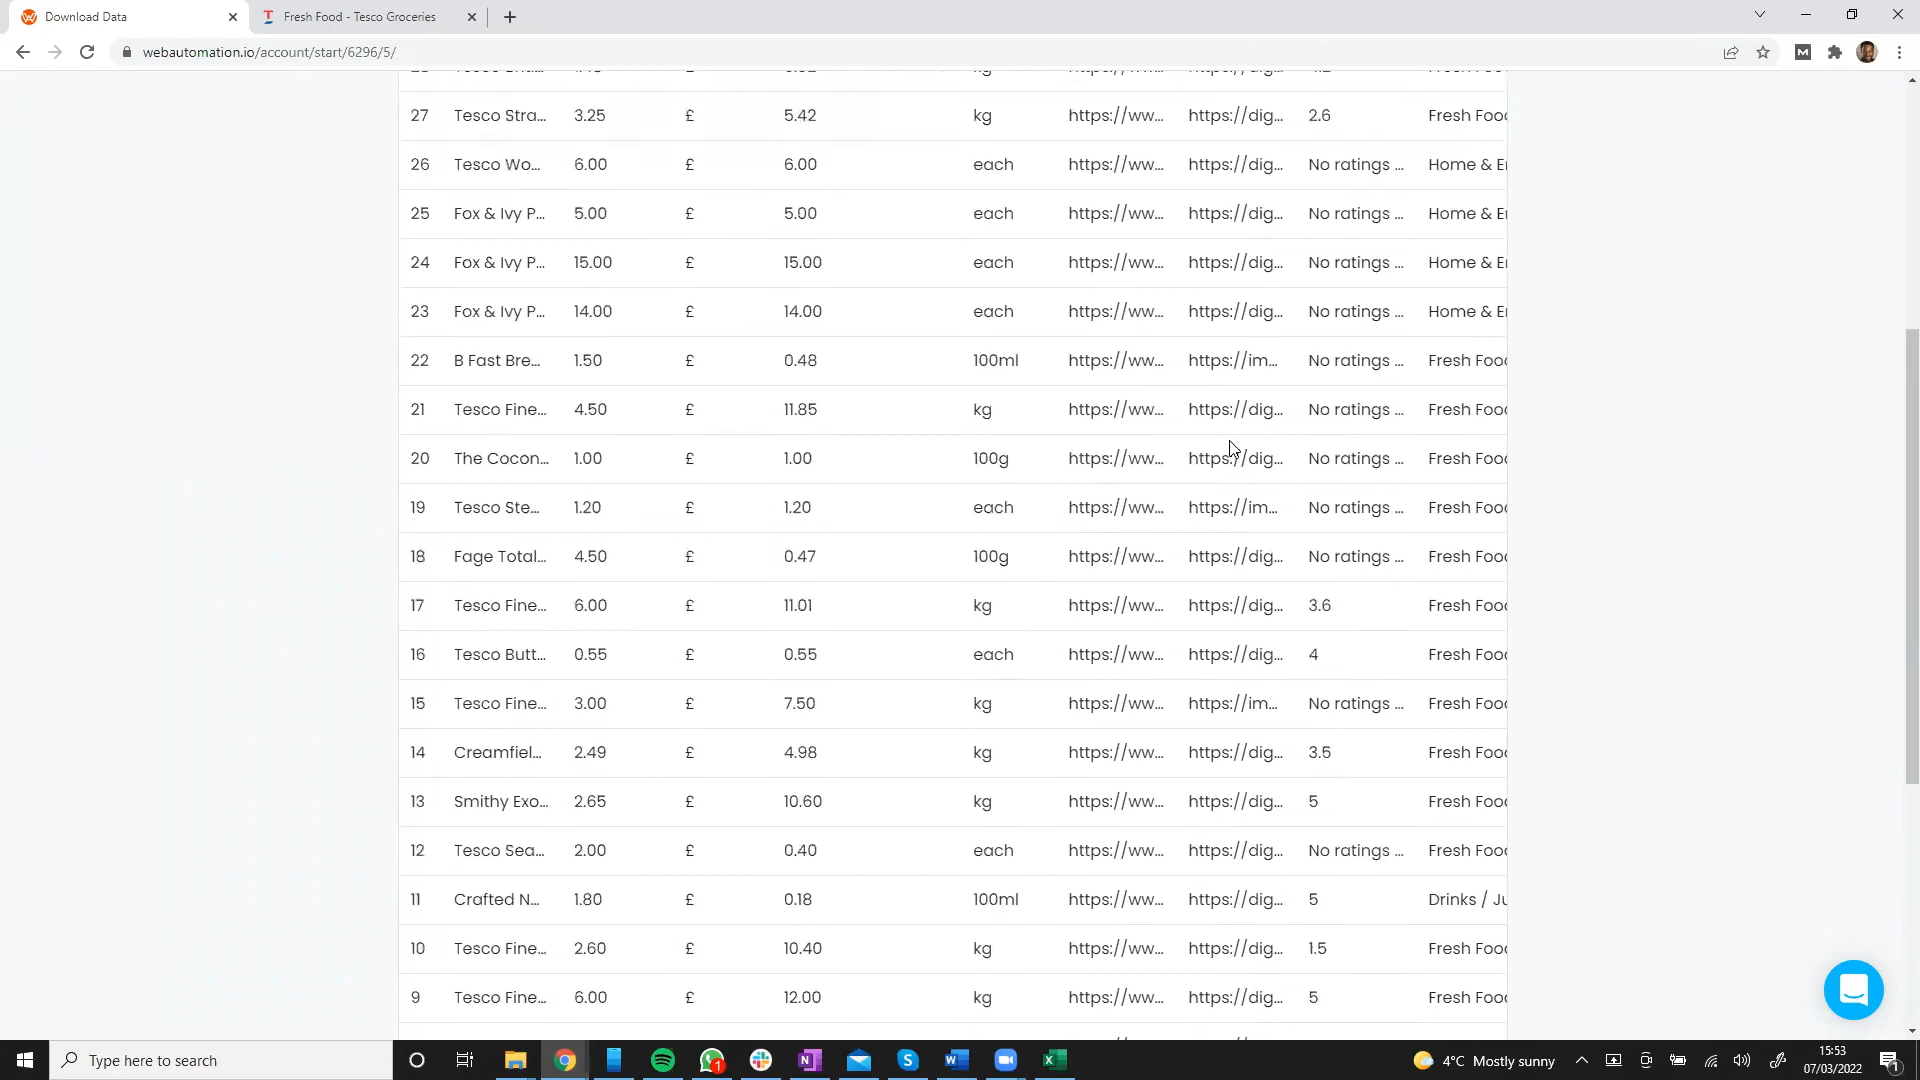 Download Data
Fresh Food - Tesco Groceries
webautomation.io/account/start/6296/5/
27 Tesco Stra... 3.25 £ 5.42 kg https://ww... https://dig... 2.6 Fresh Foo
26 Tesco Wo... 6.00 £ 6.00 each https://ww... https://dig... No ratings ... Home & E
25 Fox & Ivy P... 5.00 £ 5.00 each https://ww... https://dig... No ratings ... Home & E
24 Fox & Ivy P... 15.00 £ 15.00 each https://ww... https://dig... No ratings ... Home & E
23 Fox & Ivy P... 14.00 £ 14.00 each https://ww... https://dig... No ratings ... Home & E
22 B Fast Bre... 1.50 £ 0.48 100ml https://ww... https://im... No ratings ... Fresh Foo
21 Tesco Fine... 4.50 £ 11.85 kg https://ww... https://dig... No ratings ... Fresh Foo
20 The Cocon... 1.00 £ 1.00 100g https://ww... https://dig... No ratings ... Fresh Foo
19 Tesco Ste... 1.20 £ 1.20 each https://ww... https://im... No ratings ... Fresh Foo
18 Fage Total... 4.50 £ 0.47 100g https://ww... https://dig... No ratings ... Fresh Foo
17 Tesco Fine... 6.00 £ 11.01 kg https://ww... https://dig... 3.6 Fresh Foo
16 Tesco Butt... 0.55 £ 0.55 each https://ww... https://dig... 4 Fresh Foo
15 Tesco Fine... 3.00 £ 7.50 kg https://ww... https://im... No ratings ... Fresh Foo
14 Creamfiel... 2.49 £ 4.98 kg https://ww... https://dig... 3.5 Fresh Foo
13 Smithy Exo... 2.65 £ 10.60 kg https://ww... https://dig... 5 Fresh Foo
12 Tesco Sea... 2.00 £ 0.40 each https://ww... https://dig... No ratings ... Fresh Foo
11 Crafted N... 1.80 £ 0.18 100ml https://ww... https://dig... 5 Drinks / Ju
10 Tesco Fine... 2.60 £ 10.40 kg https://ww... https://dig... 1.5 Fresh Foo
9 Tesco Fine... 6.00 £ 12.00 kg https://ww... https://dig... 5 Fresh Foo
Type here to search
4°C Mostly sunny
15:53
07/03/2022